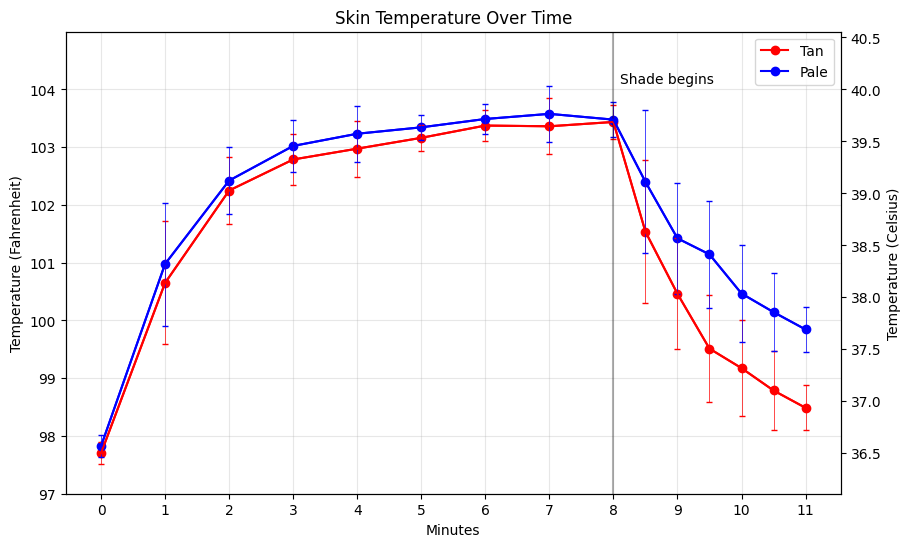 Skin Temperature Over Time
Temperature (Fahrenheit)
104
103
102
101
100
99
98
97
Shade begins
Tan
Pale
40.5
40.0
39.5
39.0
38.5
38.0
37.5
37.0
36.5
Temperature (Celsius)
0 1 2 3 4 5 6 7 8 9 10 11
Minutes